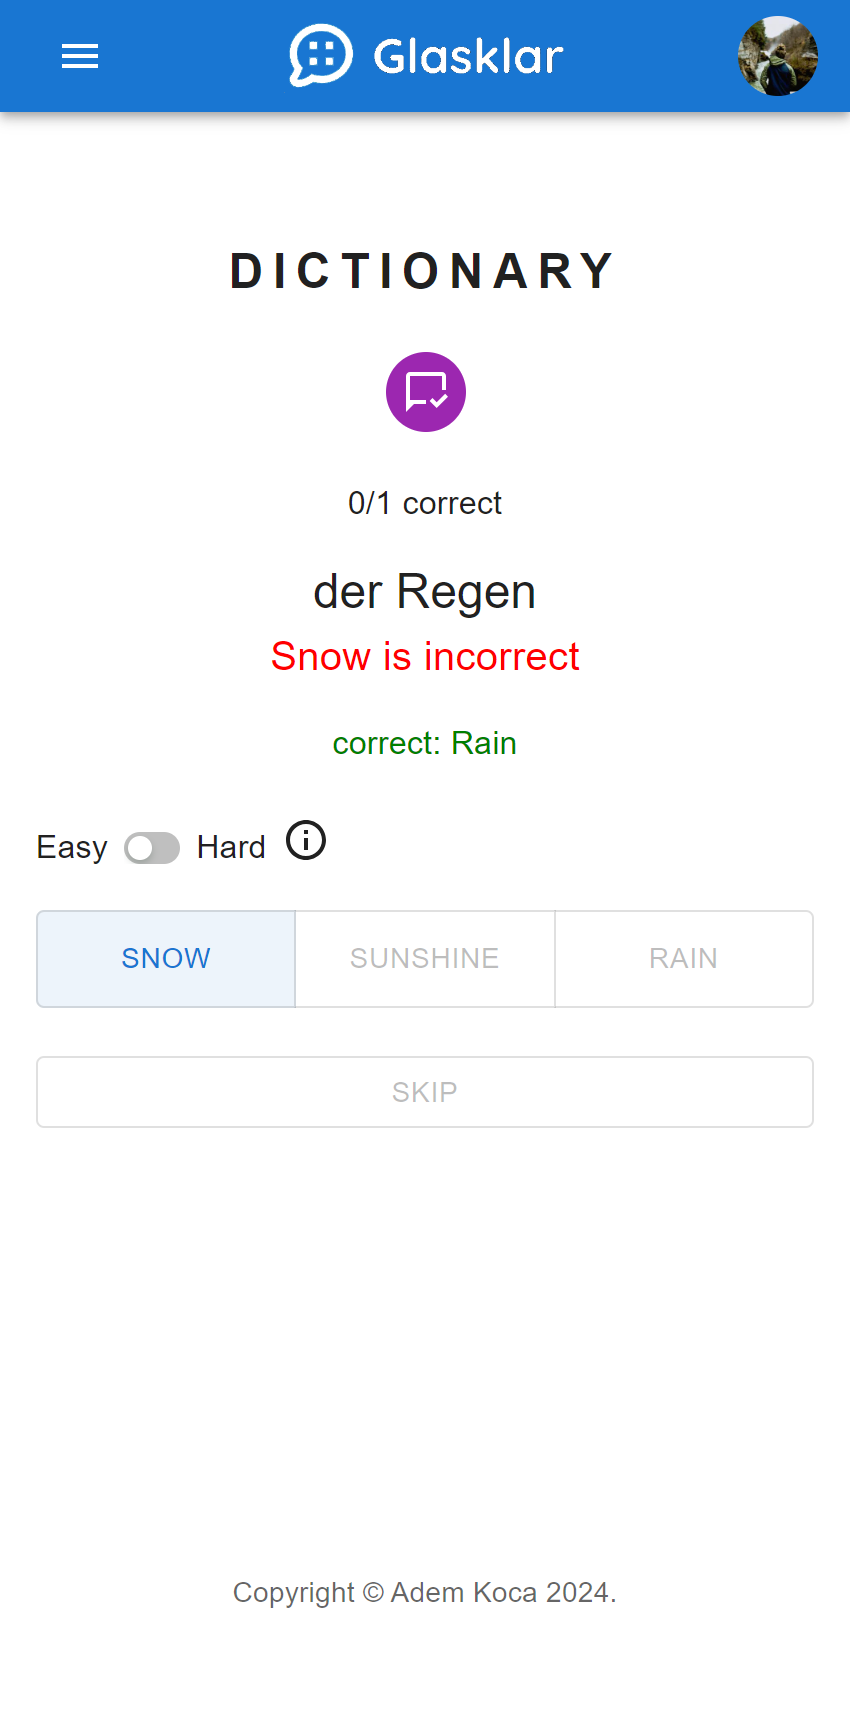 Glasklar
DICTIONARY
0/1 correct
der Regen
Snow is incorrect
correct: Rain
Easy Hard
SNOW SUNSHINE RAIN
SKIP
Copyright © Adem Koca 2024.